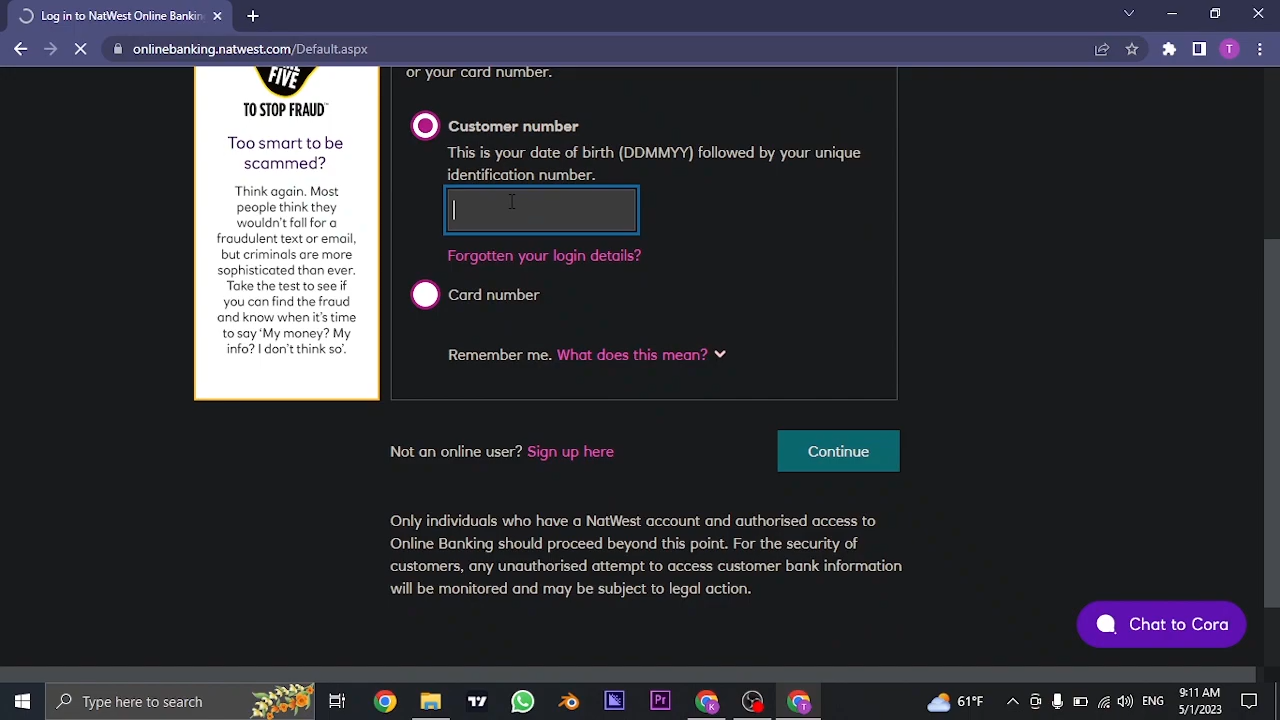 Log in to NatWest Online Banking
onlinebanking.natwest.com/Default.aspx
T
FIVE
TO STOP FRAUD™
Too smart to be
scammed?
Think again. Most
people think they
wouldn't fall for a
fraudulent text or email,
but criminals are more
sophisticated than ever.
Take the test to see if
you can find the fraud
and know when it's time
to say 'My money? My
info? I don't think so'.
or your card number.
Customer number
This is your date of birth (DDMMYY) followed by your unique
identification number.
Forgotten your login details?
Card number
Remember me. What does this mean?
Not an online user? Sign up here
Continue
Only individuals who have a NatWest account and authorised access to
Online Banking should proceed beyond this point. For the security of
customers, any unauthorised attempt to access customer bank information
will be monitored and may be subject to legal action.
Chat to Cora
Type here to search
Pr
K
T
61°F
ENG
9:11 AM
5/1/2023